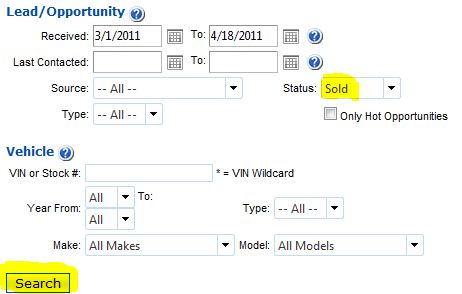 Lead/Opportunity ?
Received: 3/1/2011 To: 4/18/2011 ?
Last Contacted: To: ?
Source: -- All -- Status: Sold
Type: -- All -- Only Hot Opportunities
Vehicle ?
VIN or Stock #: * = VIN Wildcard
Year From: All To: All Type: -- All --
Make: All Makes Model: All Models
Search